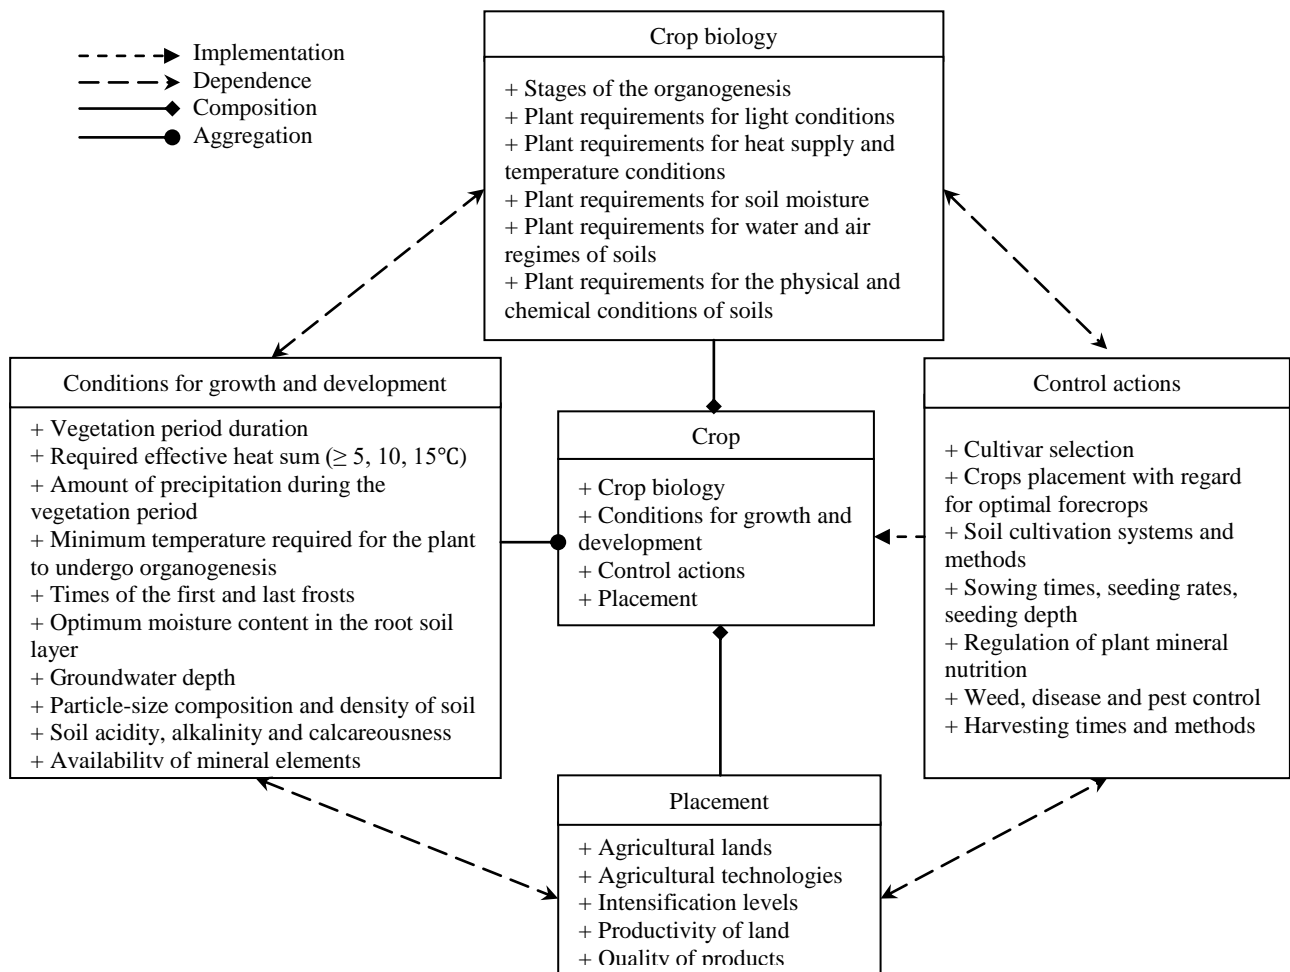 Implementation
Dependence
Composition
Aggregation
Crop biology
+ Stages of the organogenesis
+ Plant requirements for light conditions
+ Plant requirements for heat supply and
temperature conditions
+ Plant requirements for soil moisture
+ Plant requirements for water and air
regimes of soils
+ Plant requirements for the physical and
chemical conditions of soils
Conditions for growth and development
+ Vegetation period duration
+ Required effective heat sum (≥ 5, 10, 15℃)
+ Amount of precipitation during the
vegetation period
+ Minimum temperature required for the plant
to undergo organogenesis
+ Times of the first and last frosts
+ Optimum moisture content in the root soil
layer
+ Groundwater depth
+ Particle-size composition and density of soil
+ Soil acidity, alkalinity and calcareousness
+ Availability of mineral elements
Crop
+ Crop biology
+ Conditions for growth and
development
+ Control actions
+ Placement
Control actions
+ Cultivar selection
+ Crops placement with regard
for optimal forecrops
+ Soil cultivation systems and
methods
+ Sowing times, seeding rates,
seeding depth
+ Regulation of plant mineral
nutrition
+ Weed, disease and pest control
+ Harvesting times and methods
Placement
+ Agricultural lands
+ Agricultural technologies
+ Intensification levels
+ Productivity of land
+ Quality of products